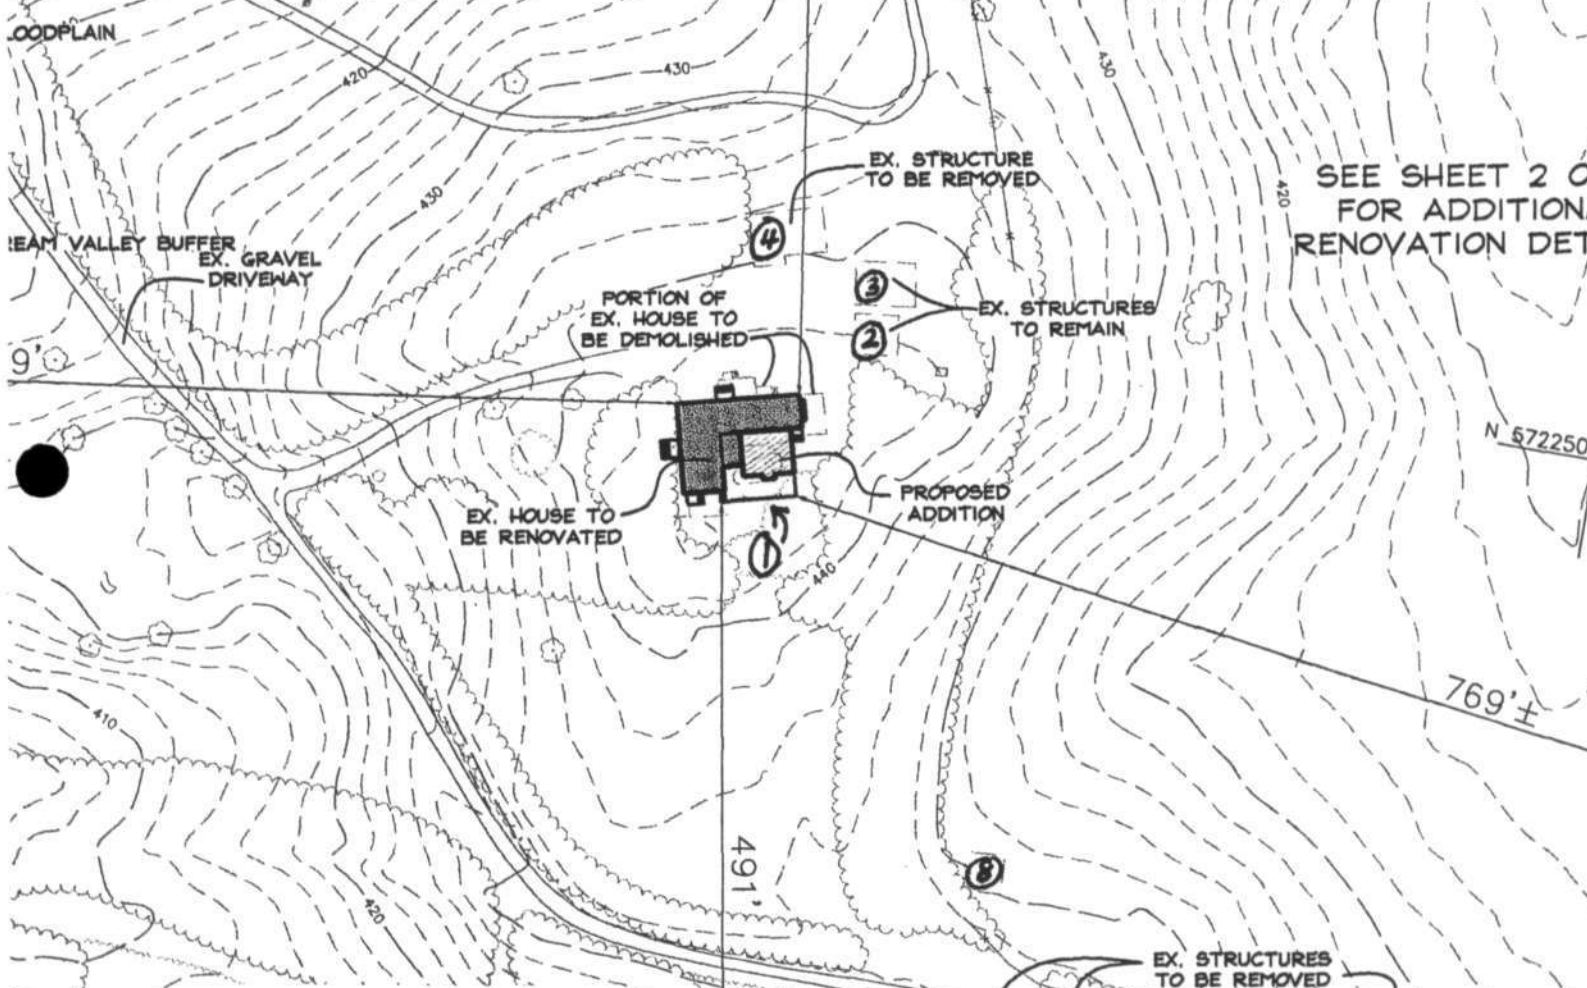 LOODPLAIN
420
430
430
EX. STRUCTURE
TO BE REMOVED
SEE SHEET 2 O
FOR ADDITION
RENOVATION DET
420
430
4
REAM VALLEY BUFFER
EX. GRAVEL
DRIVEWAY
3
PORTION OF
EX. HOUSE TO
BE DEMOLISHED
EX. STRUCTURES
TO REMAIN
2
9'
N 572250
EX. HOUSE TO
BE RENOVATED
PROPOSED
ADDITION
1
440
769'±
410
491'
8
420
EX. STRUCTURES
TO BE REMOVED